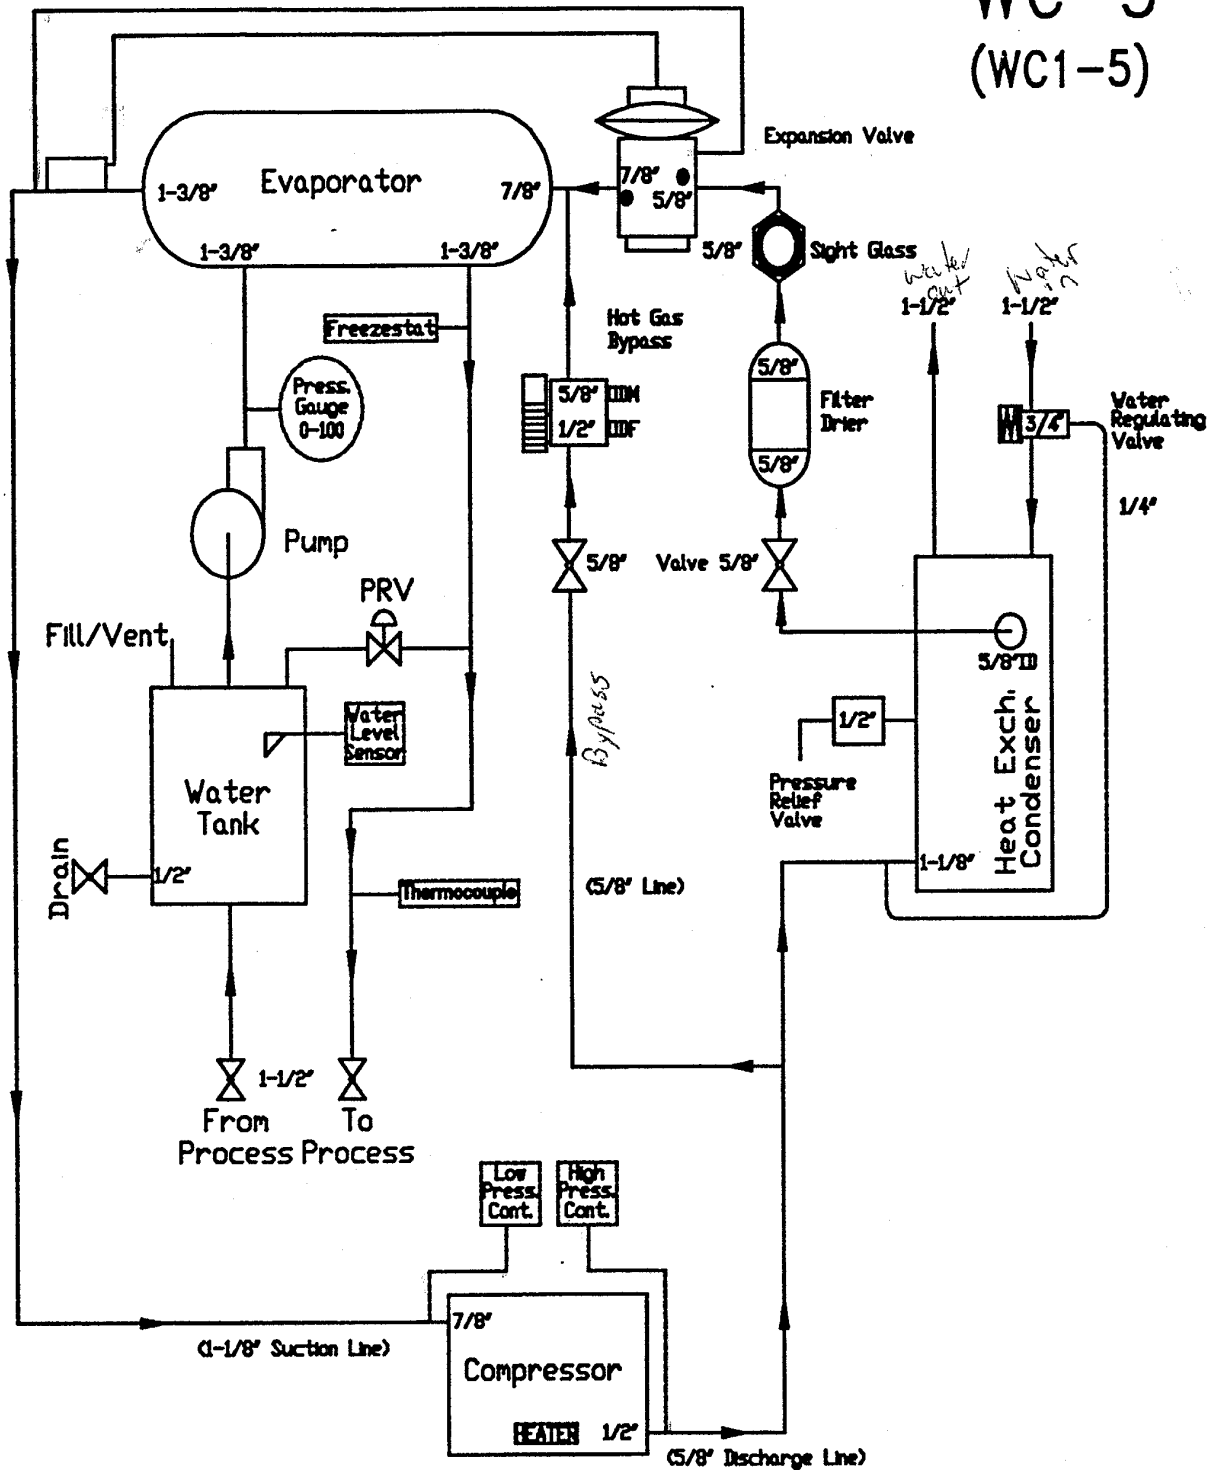 WC-5
(WC1-5)
Expansion Valve
Evaporator
1-3/8"
7/8"
7/8"
5/8"
1-3/8"
1-3/8"
5/8"
Sight Glass
water
out
Water
1-1/2"
1-1/2"
Freezestat
Hot Gas
Bypass
Press.
Gauge
0-100
5/8" ODM
1/2" ODF
5/8"
5/8"
Filter
Drier
3/4"
Water
Regulating
Valve
1/4"
Pump
5/8"
Valve 5/8"
PRV
Fill/Vent
5/8"ID
Heat Exch.
Condenser
Water
Level
Sensor
Bypass
1/2"
Pressure
Relief
Valve
Water
Tank
Drain
1/2"
1-1/8"
Thermocouple
(5/8" Line)
1-1/2"
From
Process
To
Process
Low
Press.
Cont.
High
Press.
Cont.
7/8"
(1-1/8" Suction Line)
Compressor
HEATER
1/2"
(5/8" Discharge Line)